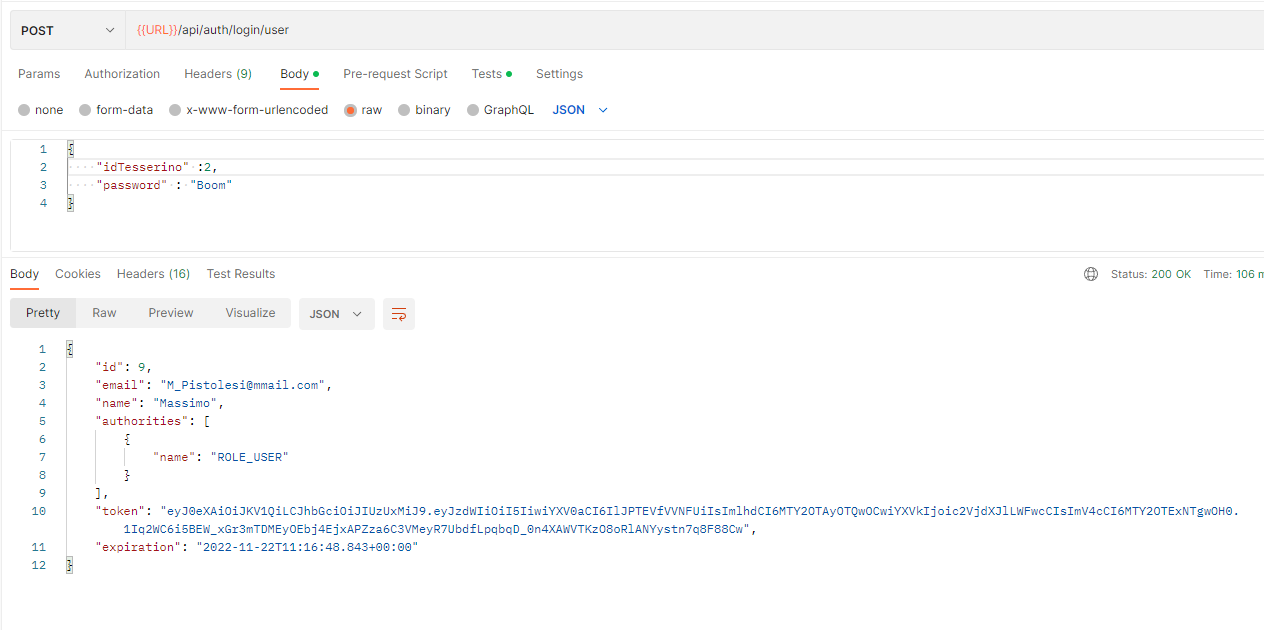 POST {{URL}}/api/auth/login/user
Params Authorization Headers (9) Body Pre-request Script Tests Settings
none form-data x-www-form-urlencoded raw binary GraphQL JSON
1 {
2 "idTesserino" :2,
3 "password" : "Boom"
4 }
Body Cookies Headers (16) Test Results Status: 200 OK Time: 106 m
Pretty Raw Preview Visualize JSON
1 {
2 "id": 9,
3 "email": "M_Pistolesi@mmail.com",
4 "name": "Massimo",
5 "authorities": [
6 {
7 "name": "ROLE_USER"
8 }
9 ],
10 "token": "eyJ0eXAiOiJKV1QiLCJhbGciOiJIUzUxMiJ9.eyJzdWIiOiI5IiwiYXV0aCI6IlJPTEVfVVNFUiIsImlhdCI6MTY2OTAyOTQwOCwiYXVkIjoic2VjdXJlLWFwcCIsImV4cCI6MTY2OTExNTgwOH0.
1Iq2WC6i5BEW_xGr3mTDMEyOEbj4EjxAPZza6C3VMeyR7UbdfLpqbqD_0n4XAWVTKzO8oRlANYystn7q8F88Cw",
11 "expiration": "2022-11-22T11:16:48.843+00:00"
12 }